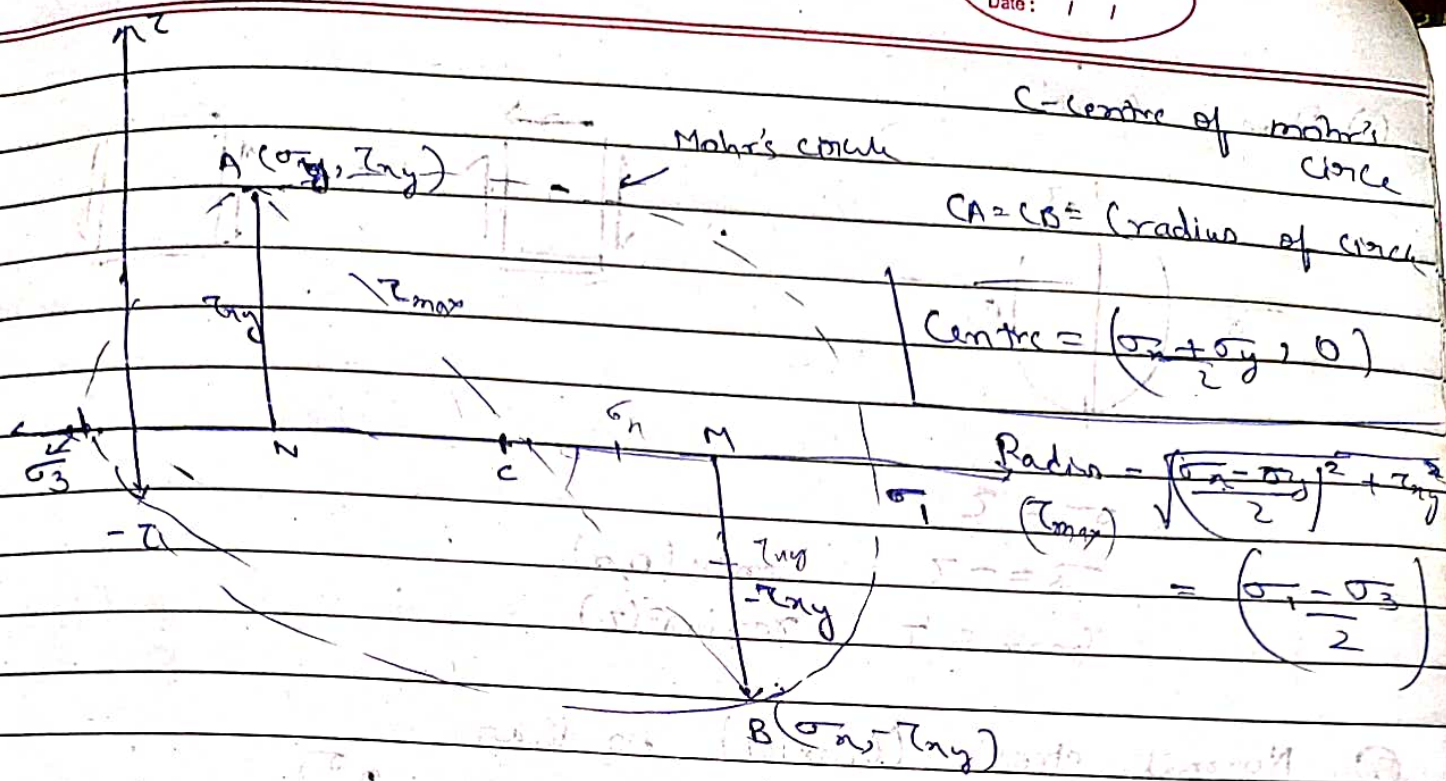 Date: / /
τ
C-centre of mohr's
circe
Mohr's circle
A (σy, τxy)
CA = CB = (radius of circle
τmax
τxy
Centre = (σx + σy / 2, 0)
σn
M
N
C
σ3
σ1
Radius = √(σx - σy / 2)² + τxy²
(τmax)
-τ
τxy
-τxy
= (σ1 - σ3 / 2)
B(σx, -τxy)